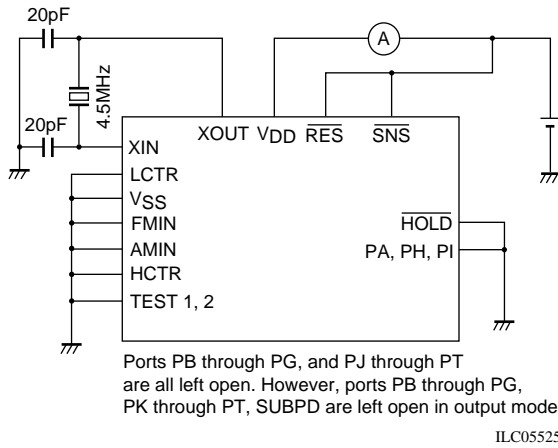 20pF
A
4.5MHz
20pF
XOUT VDD RES SNS
XIN
LCTR
VSS
FMIN
HOLD
AMIN
PA, PH, PI
HCTR
TEST 1, 2
Ports PB through PG, and PJ through PT
are all left open. However, ports PB through PG,
PK through PT, SUBPD are left open in output mode
ILC05525